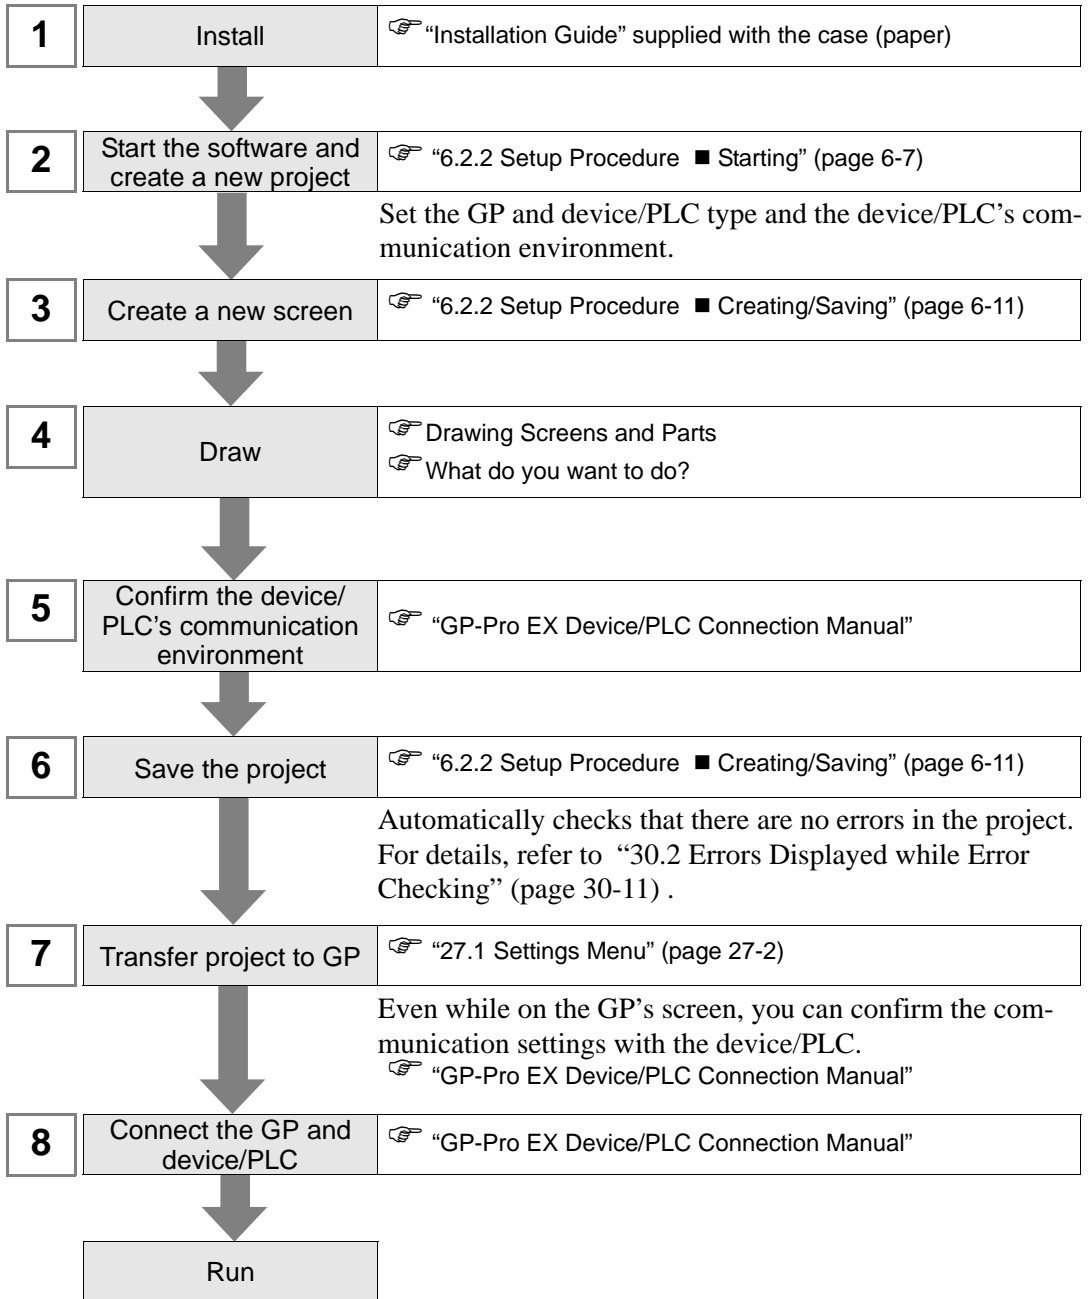 1
Install
“Installation Guide” supplied with the case (paper)
2
Start the software and
create a new project
“6.2.2 Setup Procedure ■ Starting” (page 6-7)
Set the GP and device/PLC type and the device/PLC’s com-
munication environment.
3
Create a new screen
“6.2.2 Setup Procedure ■ Creating/Saving” (page 6-11)
4
Draw
Drawing Screens and Parts
What do you want to do?
5
Confirm the device/
PLC’s communication
environment
“GP-Pro EX Device/PLC Connection Manual”
6
Save the project
“6.2.2 Setup Procedure ■ Creating/Saving” (page 6-11)
Automatically checks that there are no errors in the project.
For details, refer to “30.2 Errors Displayed while Error
Checking” (page 30-11) .
7
Transfer project to GP
“27.1 Settings Menu” (page 27-2)
Even while on the GP’s screen, you can confirm the com-
munication settings with the device/PLC.
“GP-Pro EX Device/PLC Connection Manual”
8
Connect the GP and
device/PLC
“GP-Pro EX Device/PLC Connection Manual”
Run